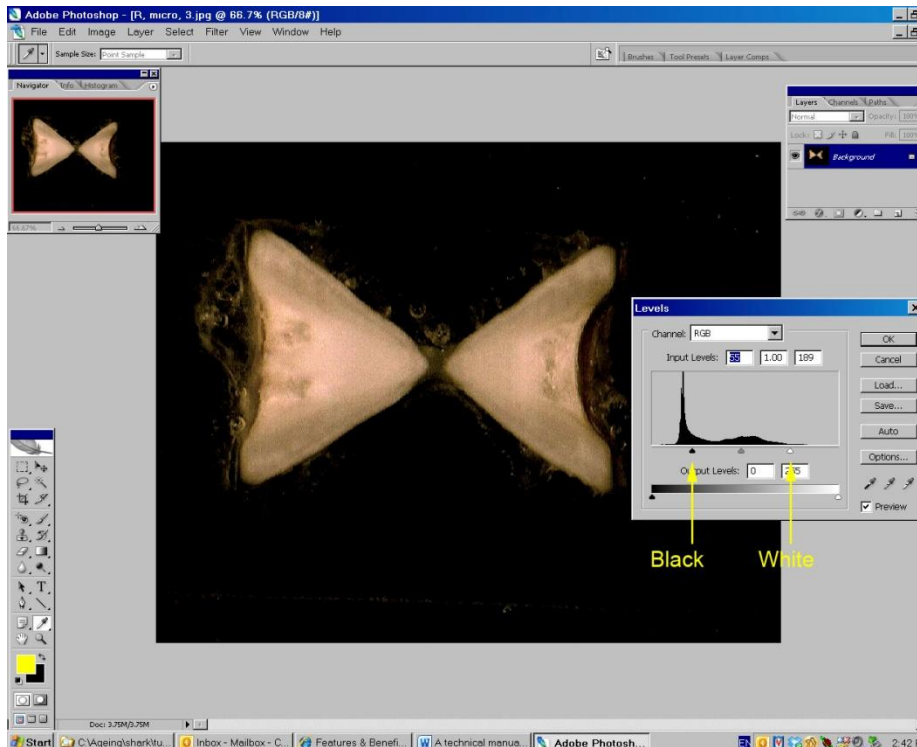 Adobe Photoshop - [R, micro, 3.jpg @ 66.7% (RGB/8#)]
File Edit Image Layer Select Filter View Window Help
Sample Size: Point Sample
Brushes Tool Presets Layer Comps
Navigator Info Histogram
66.67%
Layers Channels Paths
Normal Opacity: 100%
Lock: Fill: 100%
Background
Levels
Channel: RGB
OK
Input Levels: 55 1.00 189
Cancel
Load...
Save...
Auto
Options...
Output Levels: 0
Preview
Black White
T
Doc: 3.75M/3.75M
Start C:\Ageing\shark\tu... Inbox - Mailbox - C... Features & Benefi... A technical manua... Adobe Photosh... EN 2:42